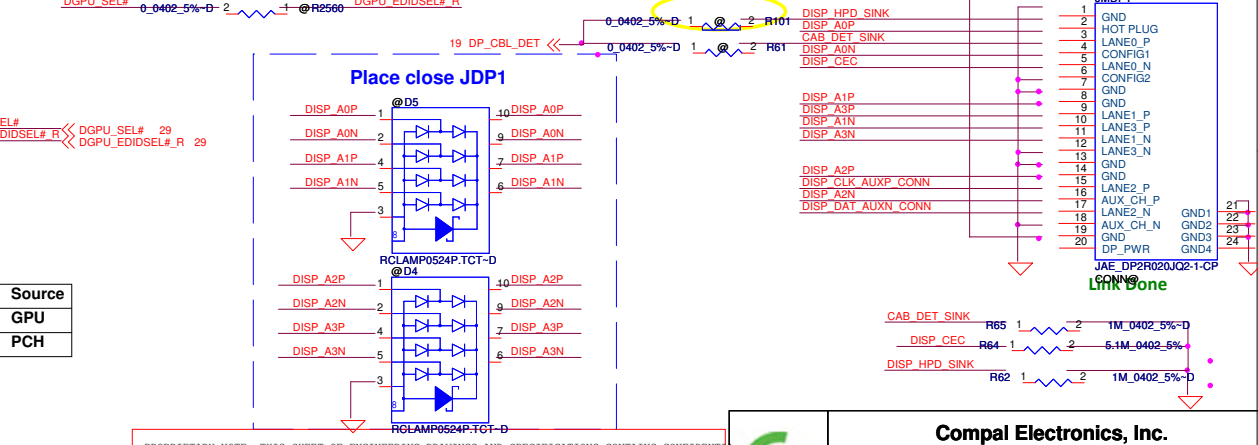 DGPU_SEL#
0_0402_5%~D 2 1 @R2560
DGPU_EDIDSEL#_R
0_0402_5%~D 1 @ 2 R101
19 DP_CBL_DET
0_0402_5%~D 1 @ 2 R61
Place close JDP1
EL#
DIDSEL#_R
DGPU_SEL# 29
DGPU_EDIDSEL#_R 29
@D5
DISP_A0P 1 10 DISP_A0P
DISP_A0N 2 9 DISP_A0N
DISP_A1P 4 7 DISP_A1P
DISP_A1N 5 6 DISP_A1N
3
8
RCLAMP0524P.TCT~D
@D4
DISP_A2P 1 10 DISP_A2P
DISP_A2N 2 9 DISP_A2N
DISP_A3P 4 7 DISP_A3P
DISP_A3N 5 6 DISP_A3N
3
8
RCLAMP0524P.TCT~D
Source
GPU
PCH
DISP_HPD_SINK
DISP_A0P
CAB_DET_SINK
DISP_A0N
DISP_CEC
DISP_A1P
DISP_A3P
DISP_A1N
DISP_A3N
DISP_A2P
DISP_CLK_AUXP_CONN
DISP_A2N
DISP_DAT_AUXN_CONN
1 GND
2 HOT PLUG
3 LANE0_P
4 CONFIG1
5 LANE0_N
6 CONFIG2
7 GND
8 GND
9 LANE1_P
10 LANE3_P
11 LANE1_N
12 LANE3_N
13 GND
14 GND
15 LANE2_P
16 AUX_CH_P
17 LANE2_N
18 AUX_CH_N
19 GND
20 DP_PWR
GND1 21
GND2 22
GND3 23
GND4 24
JAE_DP2R020JQ2-1-CP
CONN@
Link Done
CAB_DET_SINK R65 1 2 1M_0402_5%~D
DISP_CEC R64 1 2 5.1M_0402_5%
DISP_HPD_SINK R62 1 2 1M_0402_5%~D
Compal Electronics, Inc.